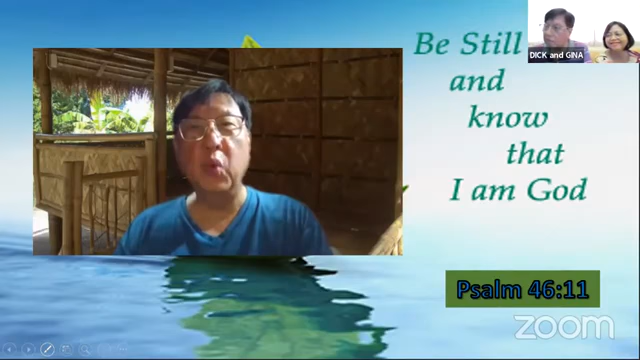 Be Still
and
know
that
I am God
DICK and GINA
Psalm 46:11
zoom